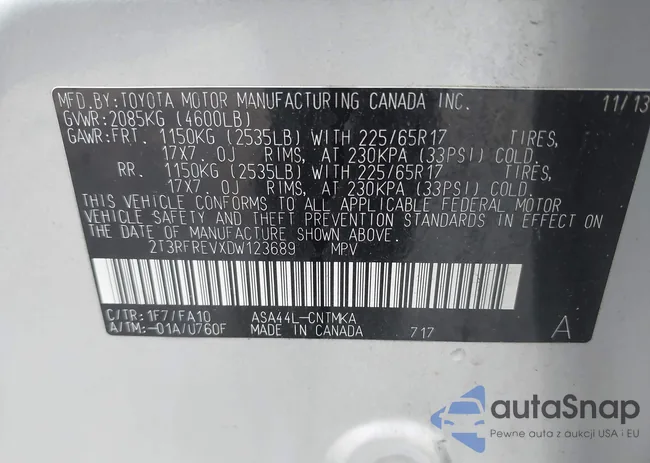 MFD.BY:TOYOTA MOTOR MANUFACTURING CANADA INC. 11/13
GVWR:2085KG (4600LB)
GAWR:FRT. 1150KG (2535LB) WITH 225/65R17 TIRES,
17X7.0J RIMS, AT 230KPA (33PSI) COLD.
RR. 1150KG (2535LB) WITH 225/65R17 TIRES,
17X7.0J RIMS, AT 230KPA (33PSI) COLD.
THIS VEHICLE CONFORMS TO ALL APPLICABLE FEDERAL MOTOR
VEHICLE SAFETY AND THEFT PREVENTION STANDARDS IN EFFECT ON
THE DATE OF MANUFACTURE SHOWN ABOVE.
2T3RFREVXDW123689 MPV
C/TR: 1F7/FA10 ASA44L-CNTMKA
A/TM:-01A/U760F MADE IN CANADA 717 A
autoSnap
Pewne auta z aukcji USA i EU